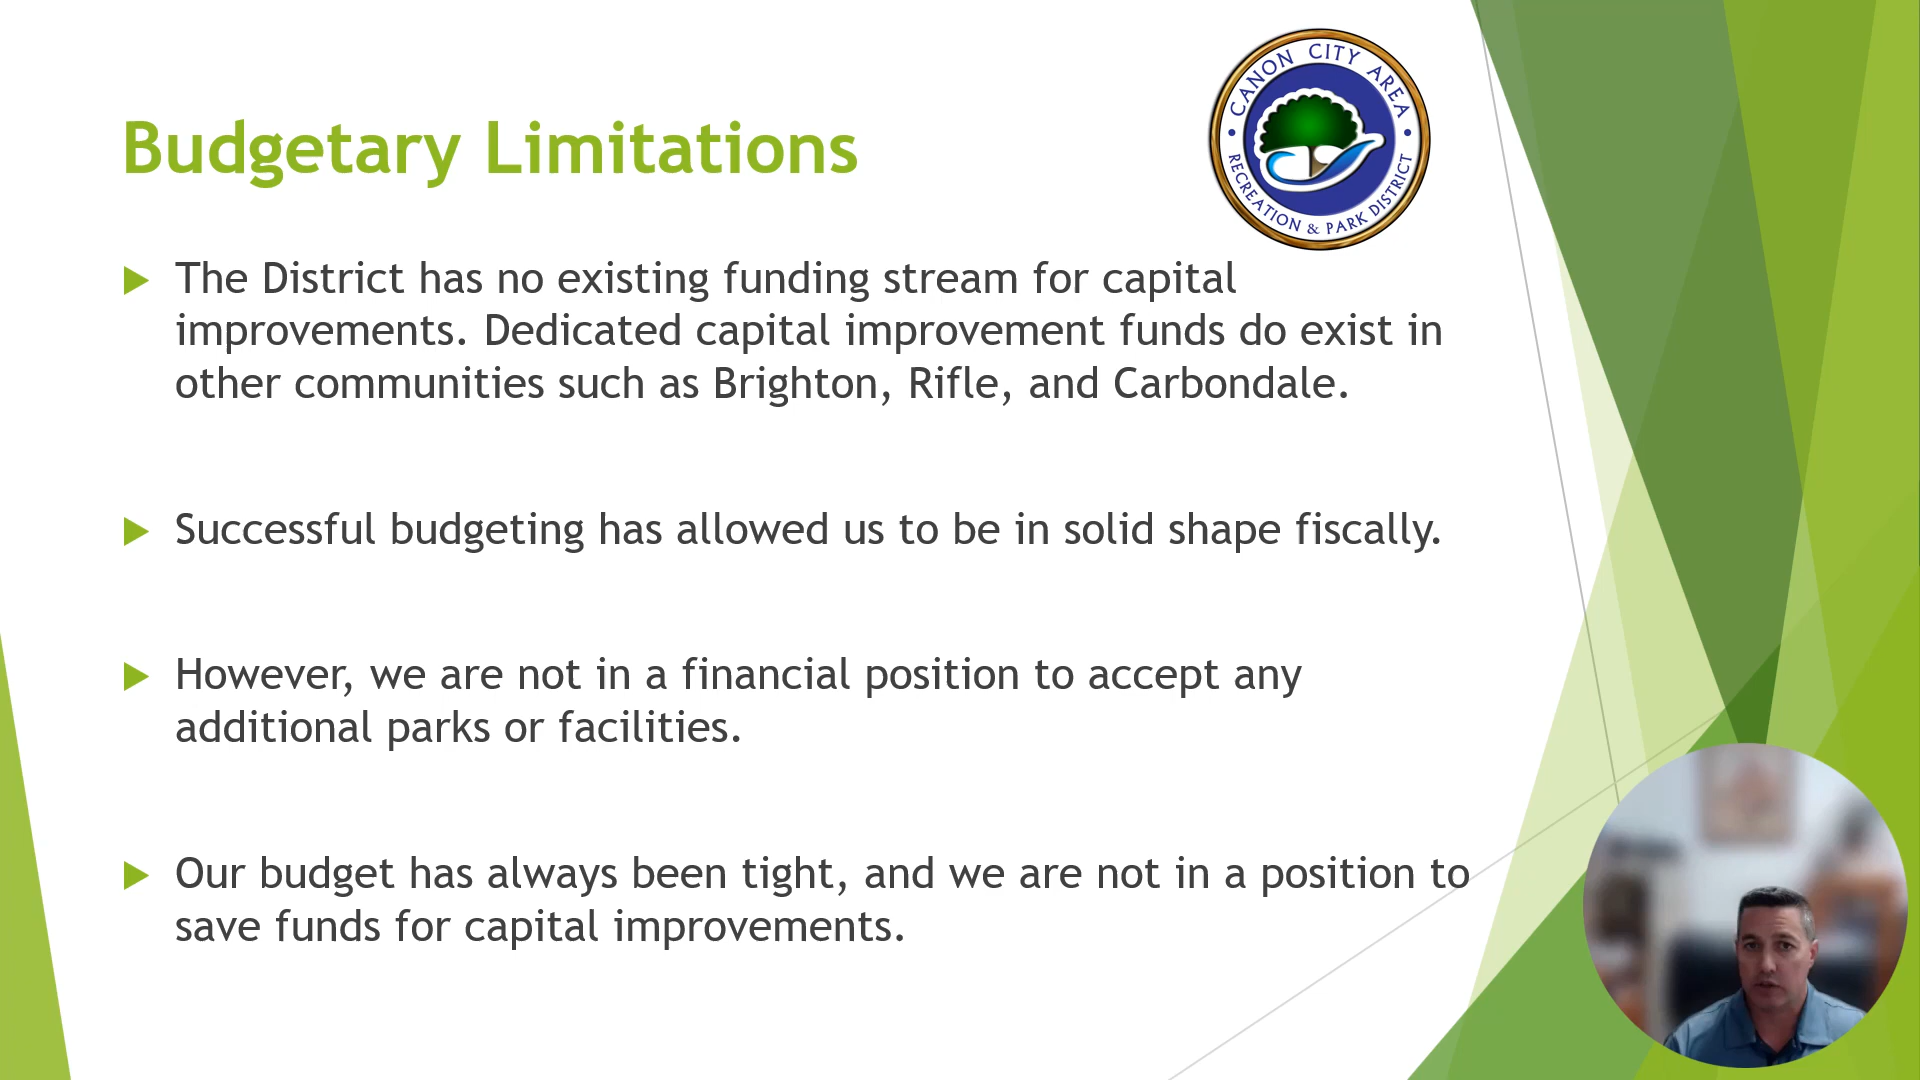 CANON CITY AREA
RECREATION & PARK DISTRICT
Budgetary Limitations
The District has no existing funding stream for capital
improvements. Dedicated capital improvement funds do exist in
other communities such as Brighton, Rifle, and Carbondale.
Successful budgeting has allowed us to be in solid shape fiscally.
However, we are not in a financial position to accept any
additional parks or facilities.
Our budget has always been tight, and we are not in a position to
save funds for capital improvements.